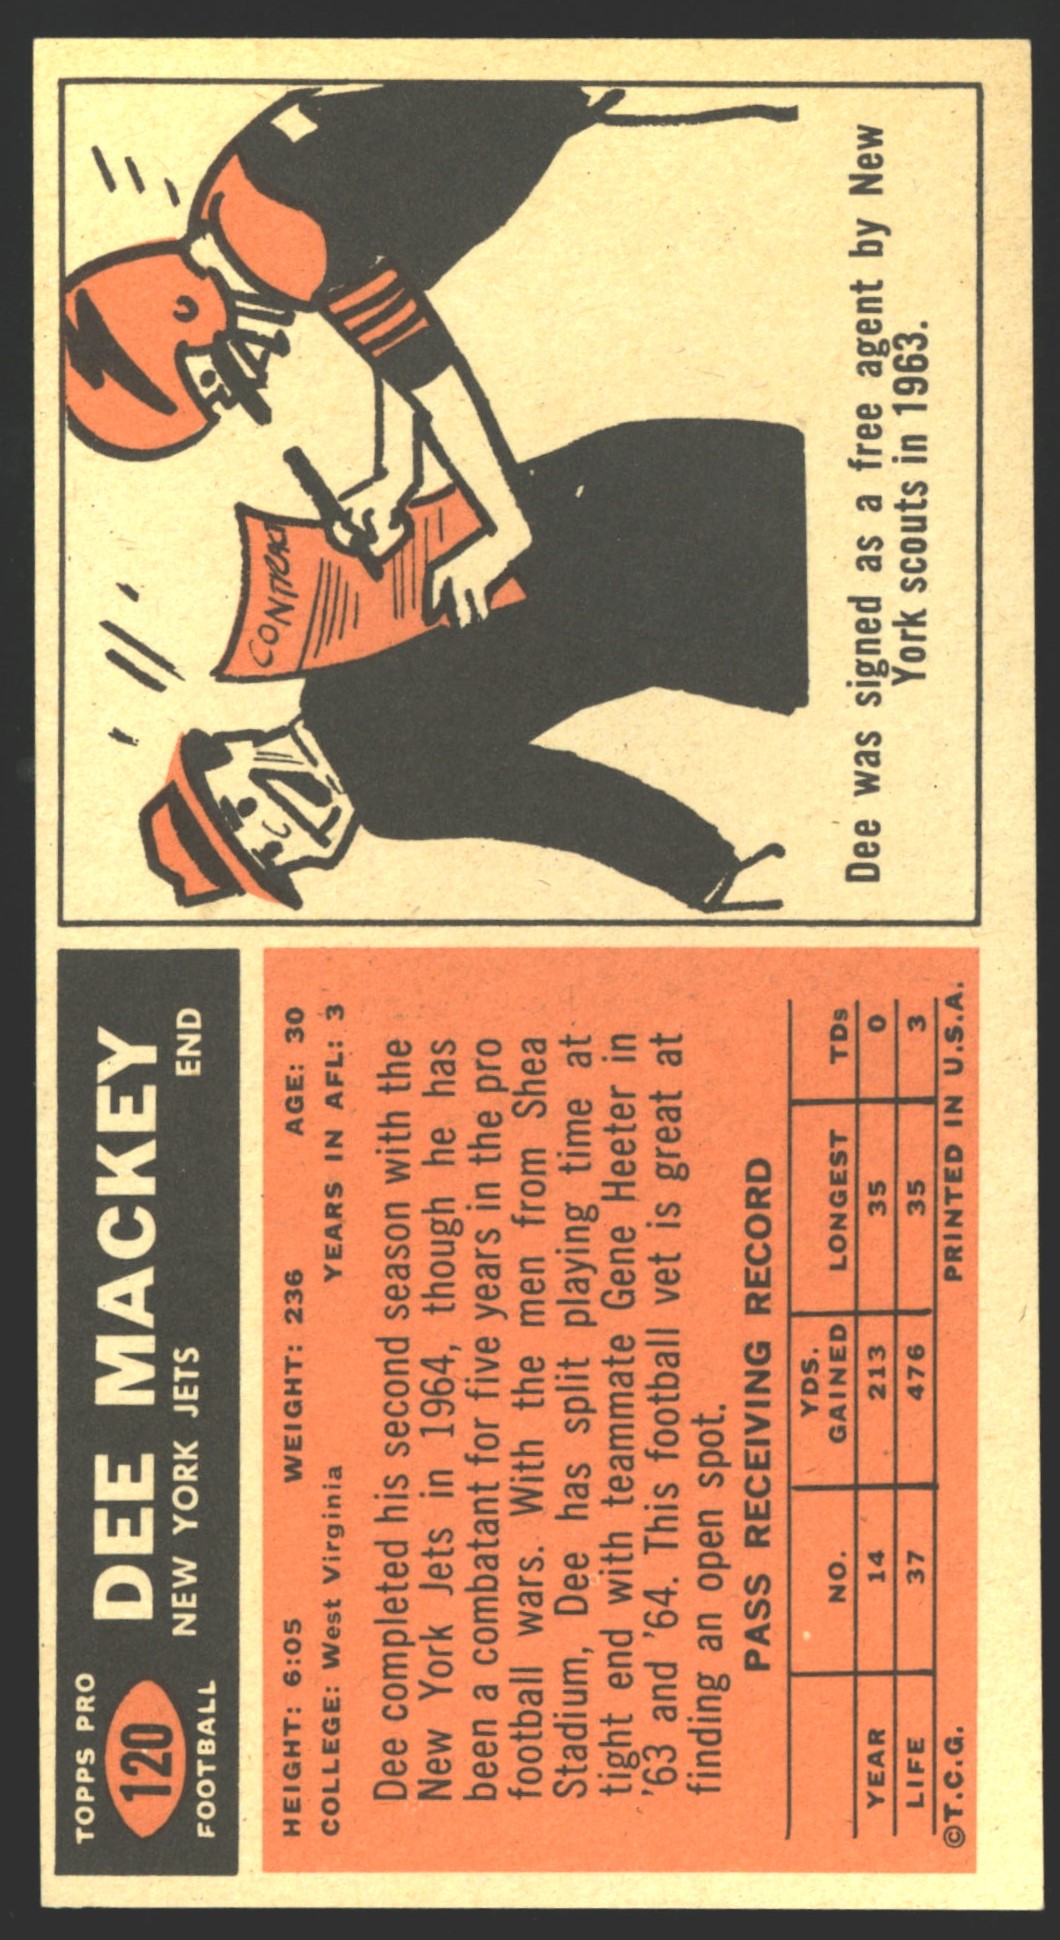 TOPPS PRO
120
FOOTBALL
DEE MACKEY
NEW YORK JETS END
HEIGHT: 6:05 WEIGHT: 236 AGE: 30
COLLEGE: West Virginia YEARS IN AFL: 3
Dee completed his second season with the
New York Jets in 1964, though he has
been a combatant for five years in the pro
football wars. With the men from Shea
Stadium, Dee has split playing time at
tight end with teammate Gene Heeter in
'63 and '64. This football vet is great at
finding an open spot.
PASS RECEIVING RECORD
NO. YDS. GAINED LONGEST TDs
YEAR 14 213 35 0
LIFE 37 476 35 3
©T.C.G. PRINTED IN U.S.A.
CONTRACT
Dee was signed as a free agent by New
York scouts in 1963.